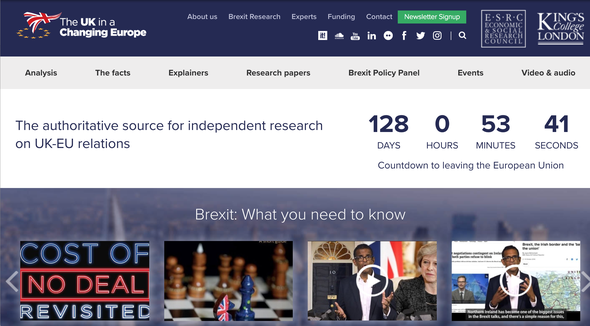 The UK in a
Changing Europe
About us Brexit Research Experts Funding Contact Newsletter Signup
E·S·R·C
ECONOMIC
& SOCIAL
RESEARCH
COUNCIL
KING'S
College
LONDON
Analysis The facts Explainers Research papers Brexit Policy Panel Events Video & audio
The authoritative source for independent research
on UK-EU relations
128 0 53 41
DAYS HOURS MINUTES SECONDS
Countdown to leaving the European Union
Brexit: What you need to know
COST OF
NO DEAL
REVISITED
10
Brexit, the Irish border and the
the union!
Northern Ireland has become one of the biggest
issues in the Brexit talks, and there's a simple reason for this,